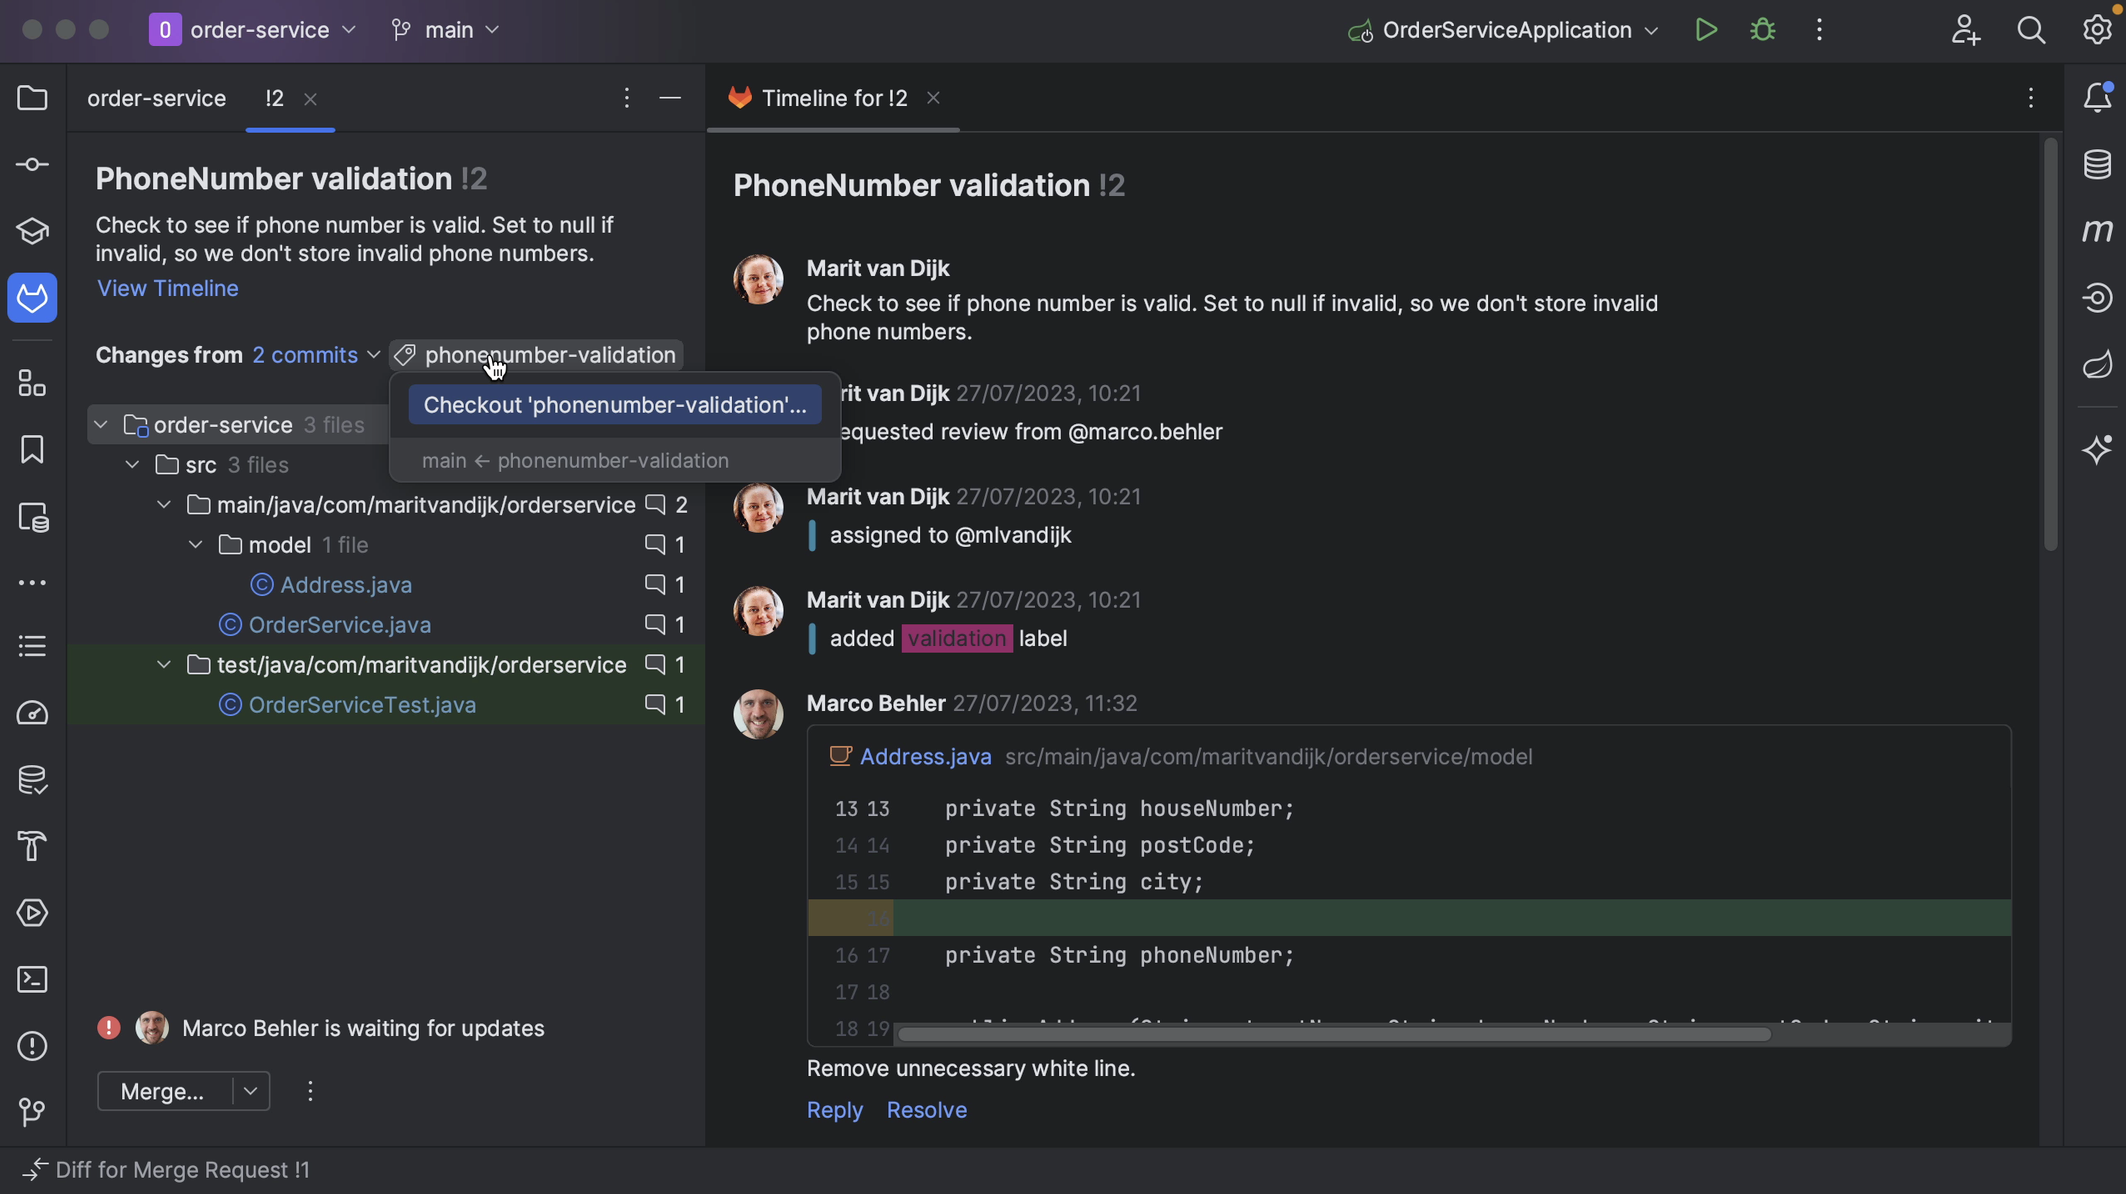 O order-service main
OrderServiceApplication
order-service !2
Timeline for !2
PhoneNumber validation !2
Check to see if phone number is valid. Set to null if
invalid, so we don't store invalid phone numbers.
View Timeline
Changes from 2 commits phonenumber-validation
Checkout 'phonenumber-validation'...
main ← phonenumber-validation
order-service 3 files
src 3 files
main/java/com/maritvandijk/orderservice 2
model 1 file 1
Address.java 1
OrderService.java 1
test/java/com/maritvandijk/orderservice 1
OrderServiceTest.java 1
Marco Behler is waiting for updates
Merge...
PhoneNumber validation !2
Marit van Dijk
Check to see if phone number is valid. Set to null if invalid, so we don't store invalid
phone numbers.
rit van Dijk 27/07/2023, 10:21
equested review from @marco.behler
Marit van Dijk 27/07/2023, 10:21
assigned to @mlvandijk
Marit van Dijk 27/07/2023, 10:21
added validation label
Marco Behler 27/07/2023, 11:32
Address.java src/main/java/com/maritvandijk/orderservice/model
13 13 private String houseNumber;
14 14 private String postCode;
15 15 private String city;
16
16 17 private String phoneNumber;
17 18
18 19
Remove unnecessary white line.
Reply Resolve
m
Diff for Merge Request !1